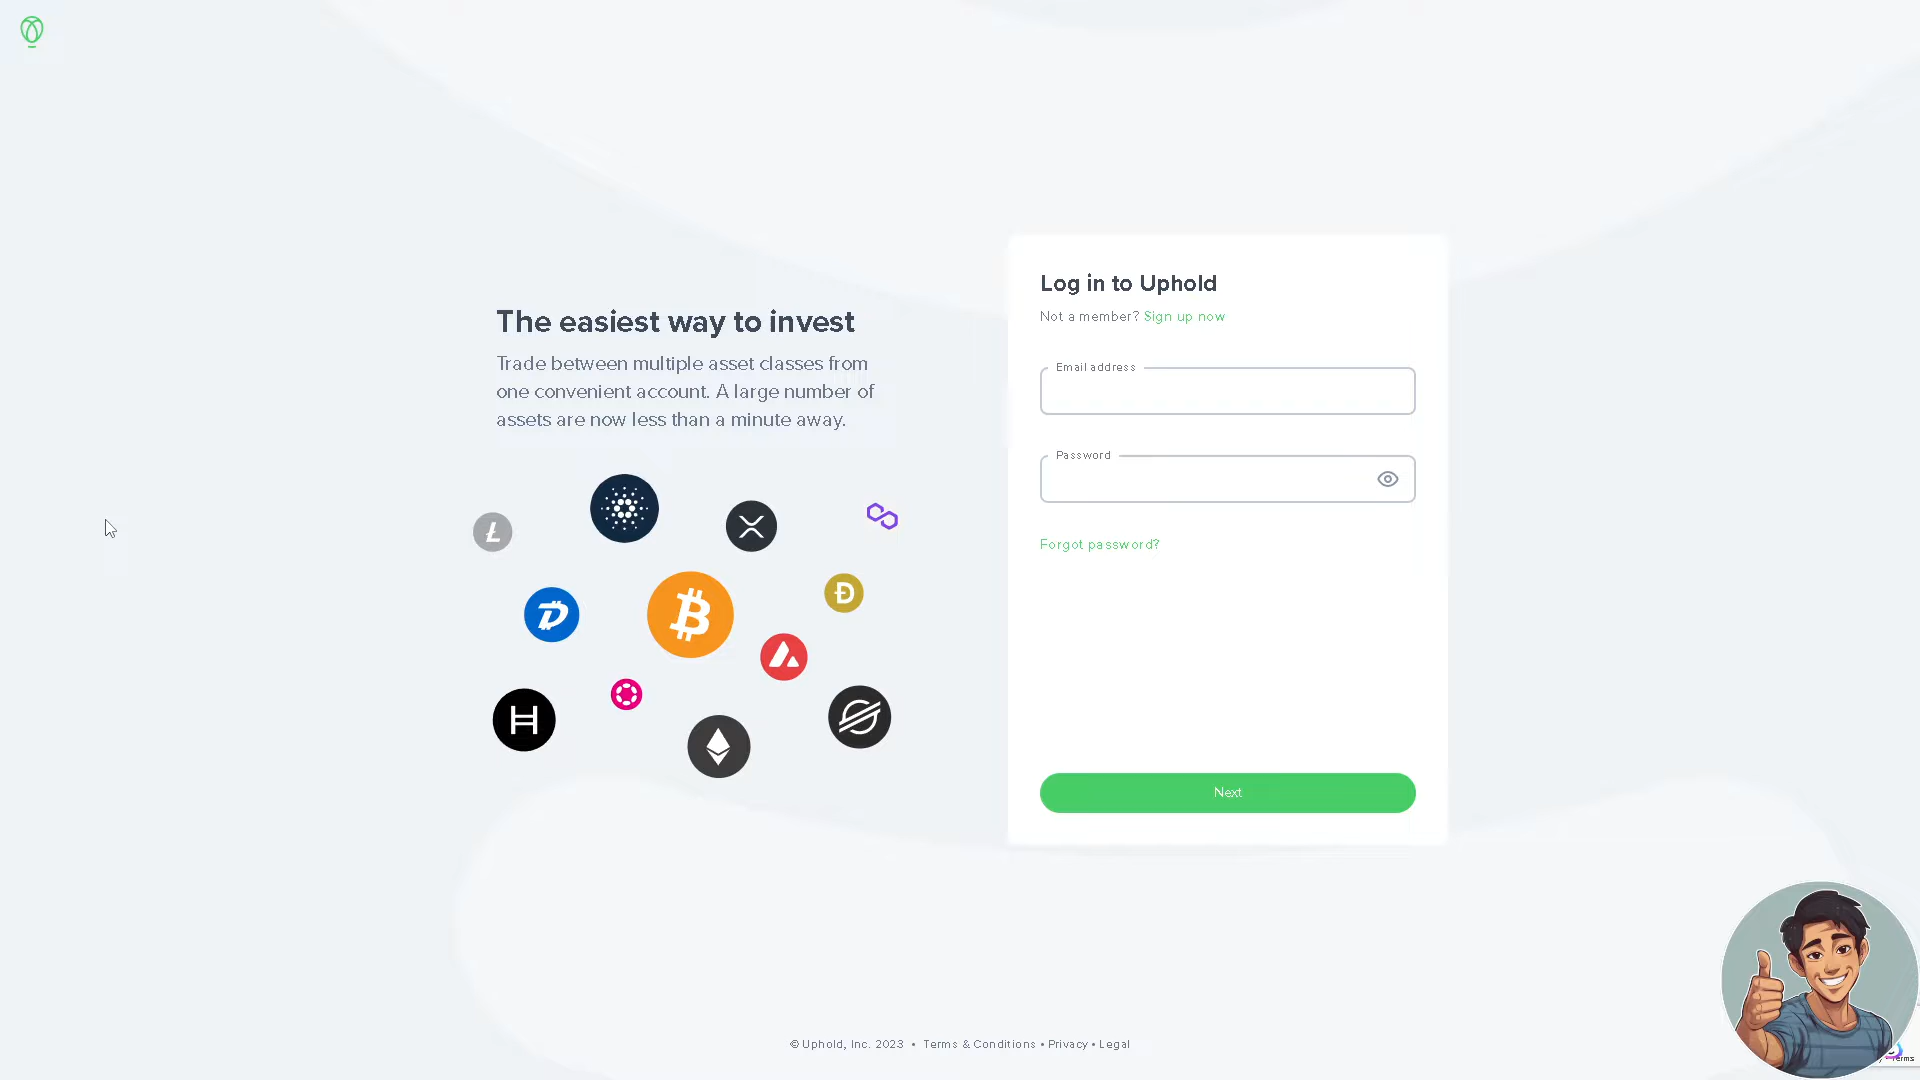 The easiest way to invest
Trade between multiple asset classes from
one convenient account. A large number of
assets are now less than a minute away.
Log in to Uphold
Not a member? Sign up now
Email address
Password
Forgot password?
Next
© Uphold, Inc. 2023 • Terms & Conditions • Privacy • Legal